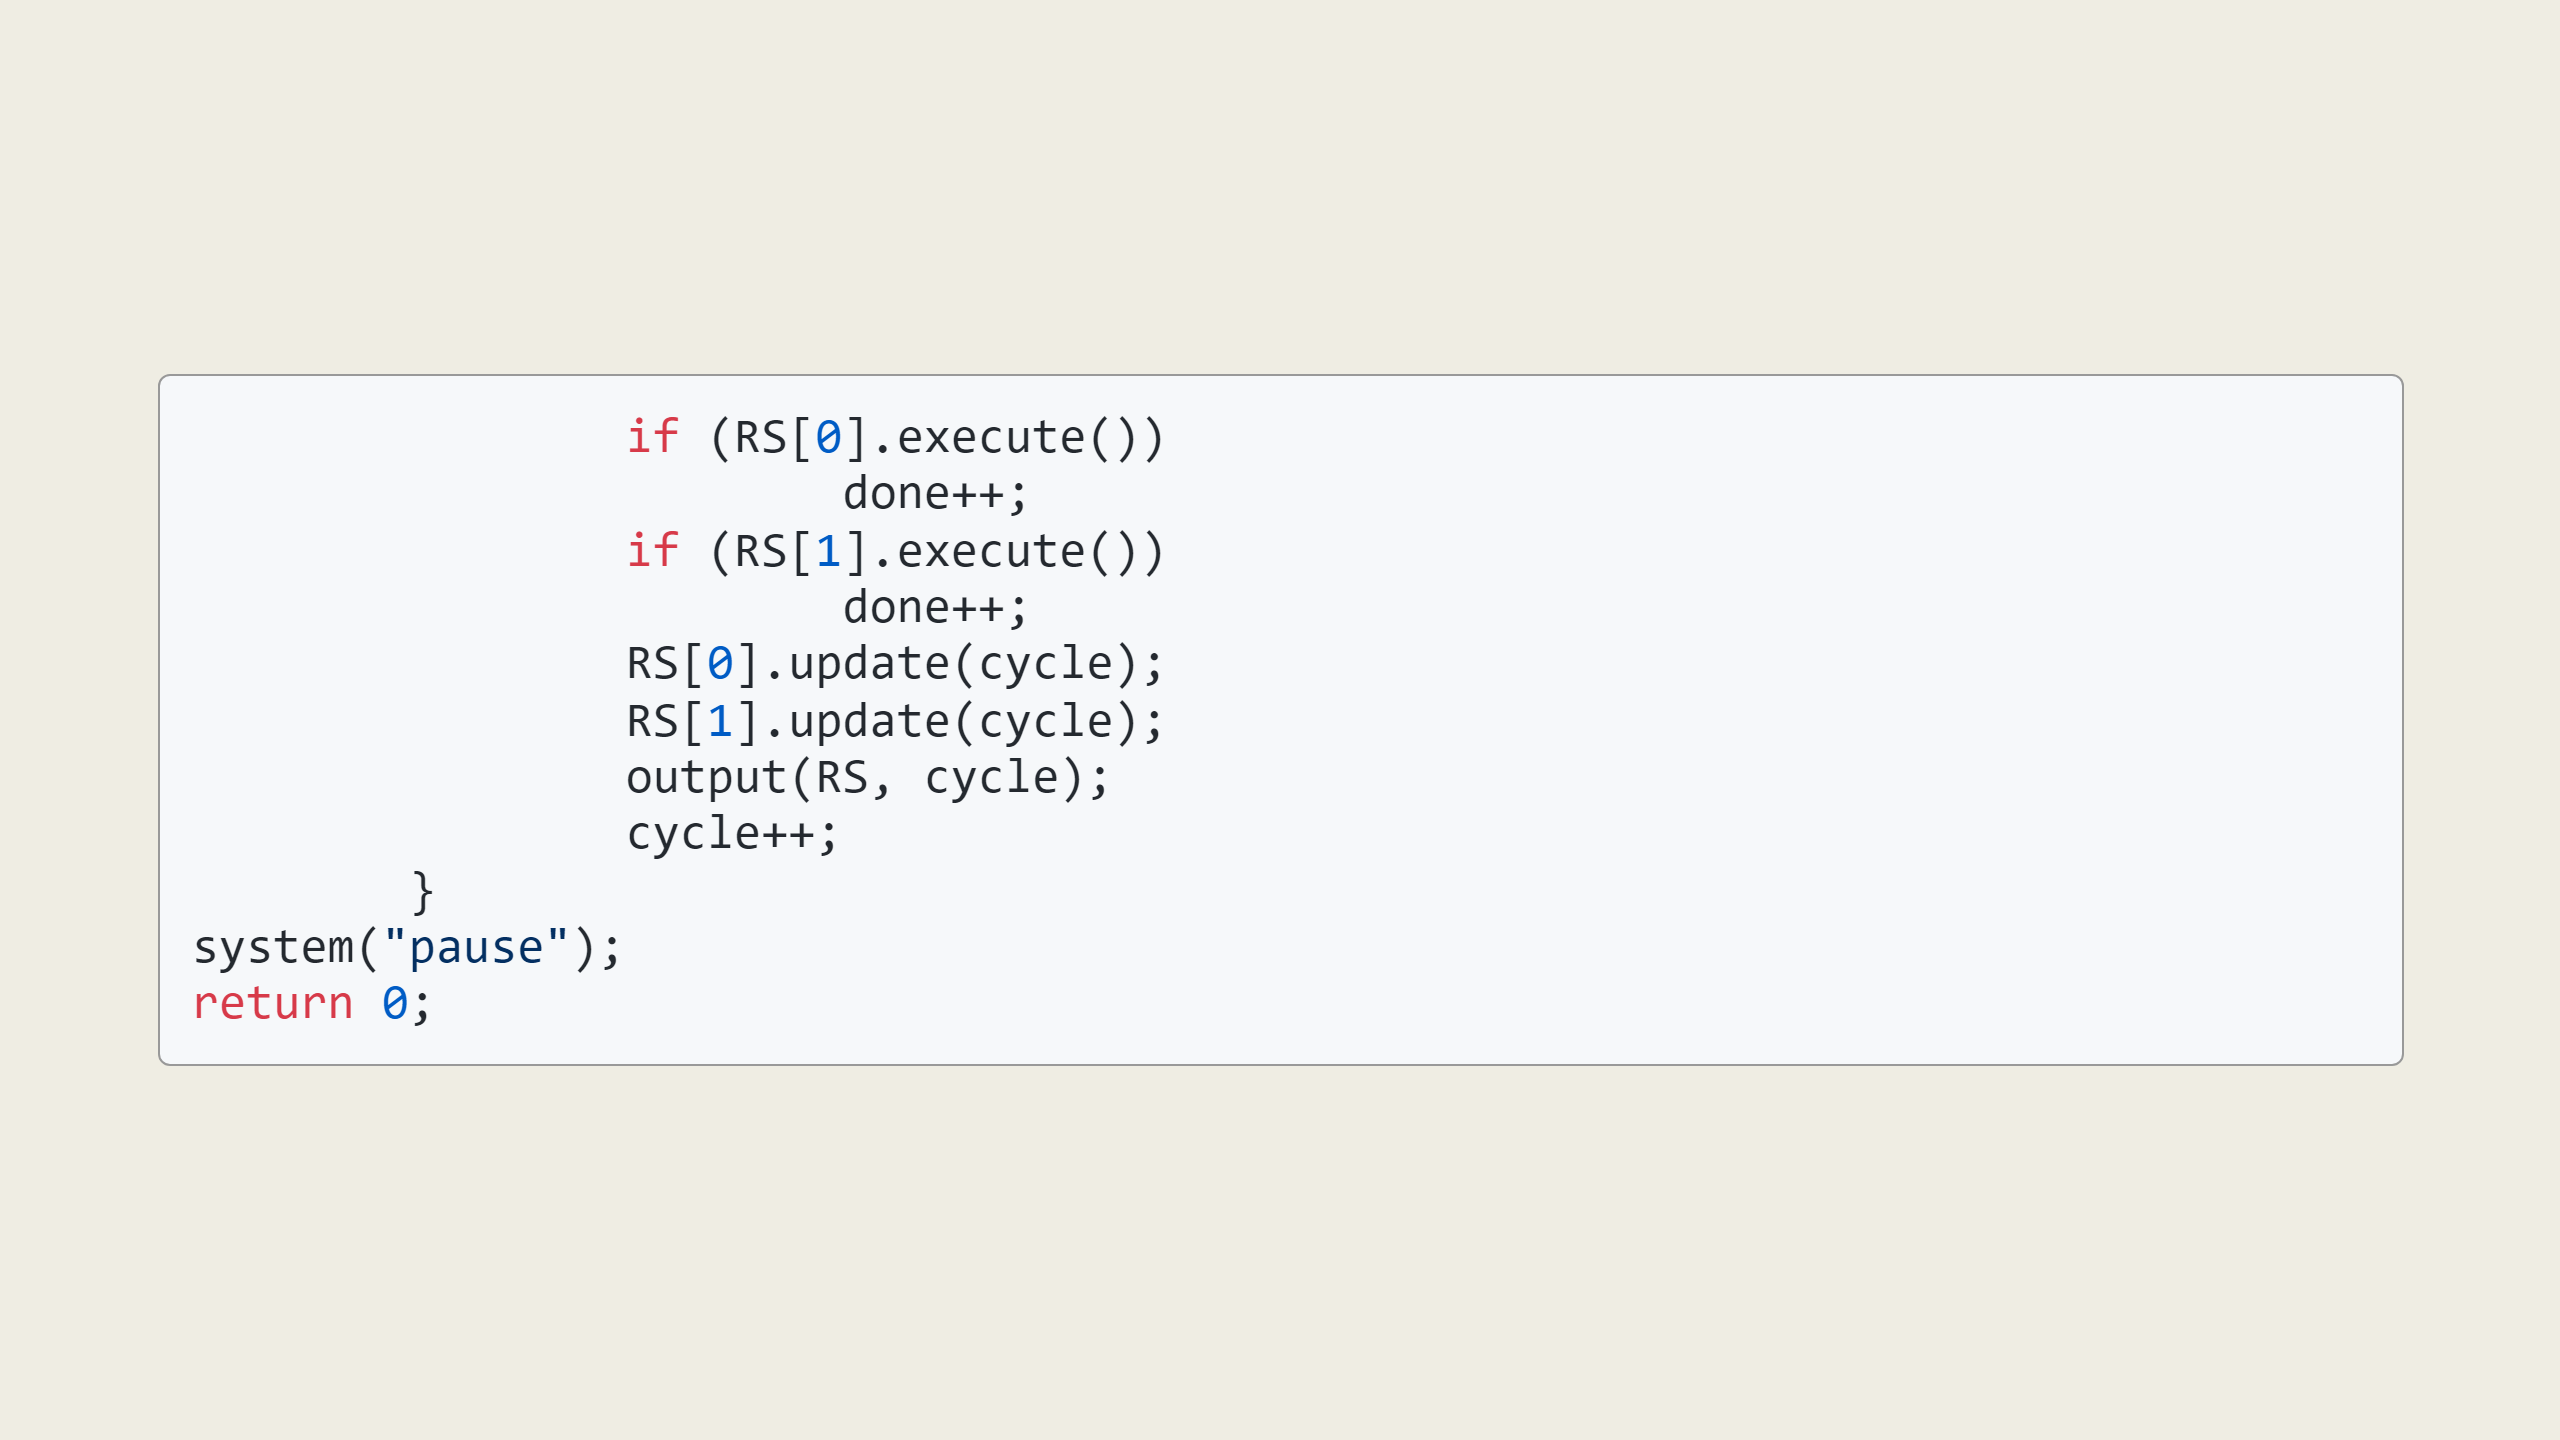 if (RS[0].execute())
                        done++;
                if (RS[1].execute())
                        done++;
                RS[0].update(cycle);
                RS[1].update(cycle);
                output(RS, cycle);
                cycle++;
        }
system("pause");
return 0;